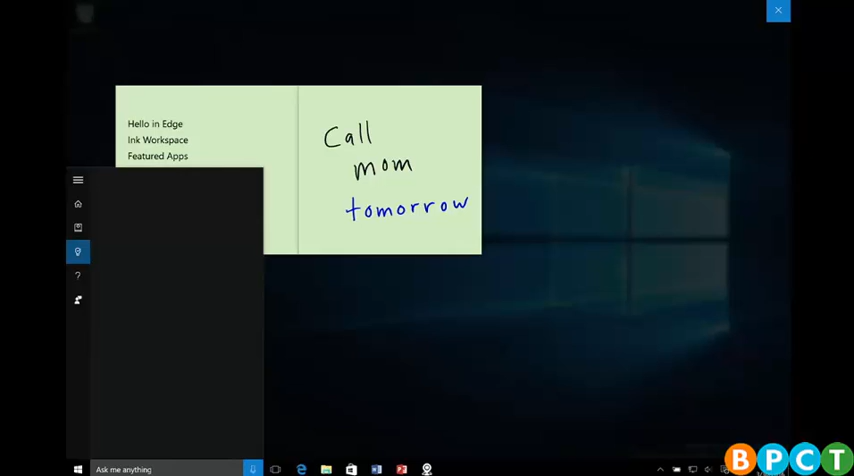 Hello in Edge
Ink Workspace
Featured Apps
Call
mom
tomorrow
?
Ask me anything
BPCT